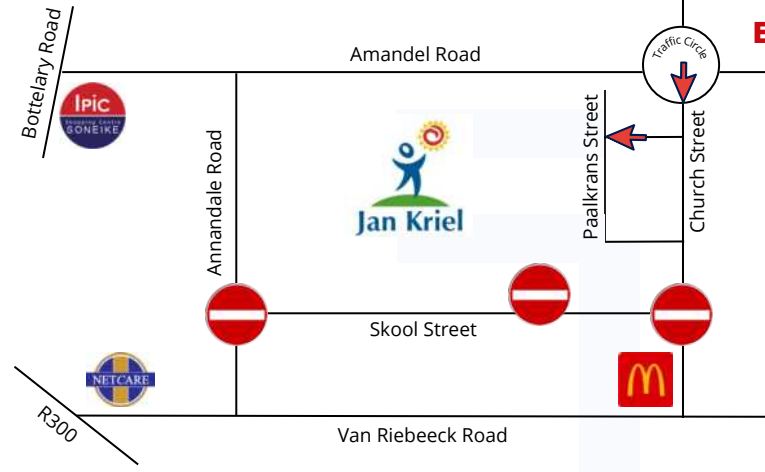 Bottelary Road
Amandel Road
Traffic Circle
E
IPIC
Shopping Centre
SONEIKE
Annandale Road
Jan Kriel
Paalkrans Street
Church Street
Skool Street
NETCARE
R300
Van Riebeeck Road